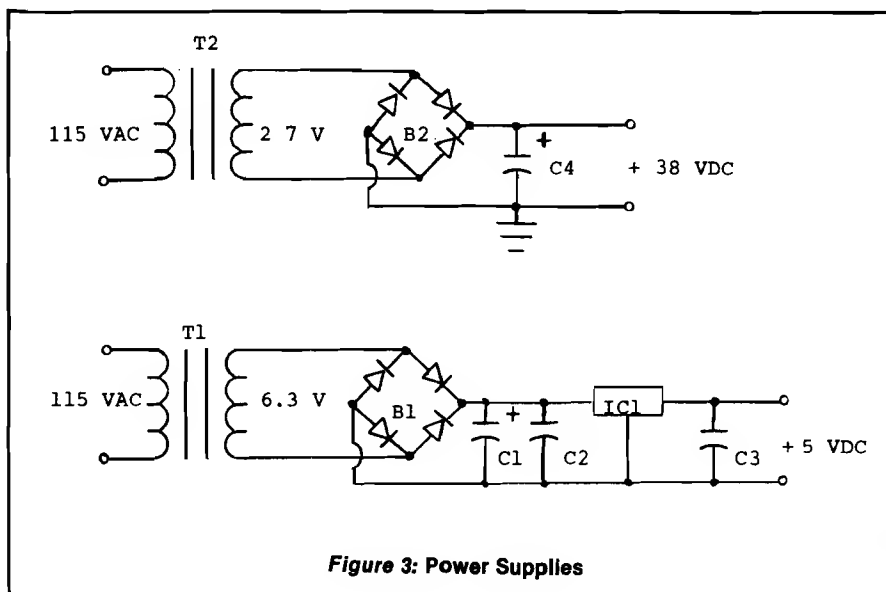 T2
115 VAC
2 7 V
B2
+
C4
+ 38 VDC
T1
115 VAC
6.3 V
B1
+
C1
C2
IC1
C3
+ 5 VDC
Figure 3: Power Supplies